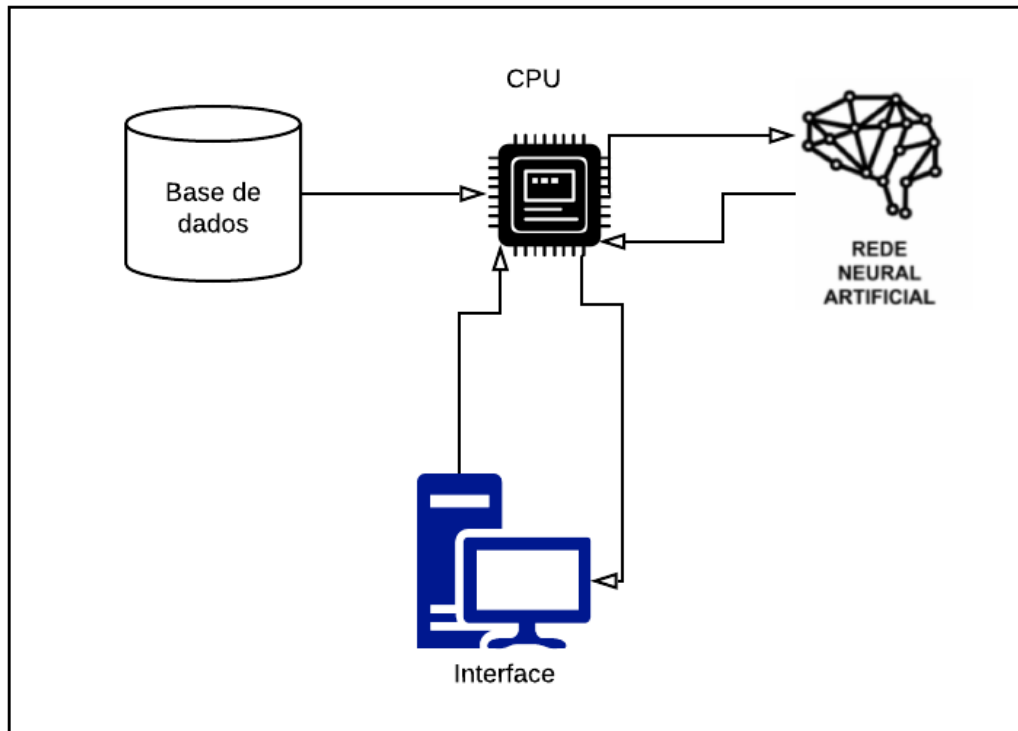 CPU
Base de
dados
REDE
NEURAL
ARTIFICIAL
Interface